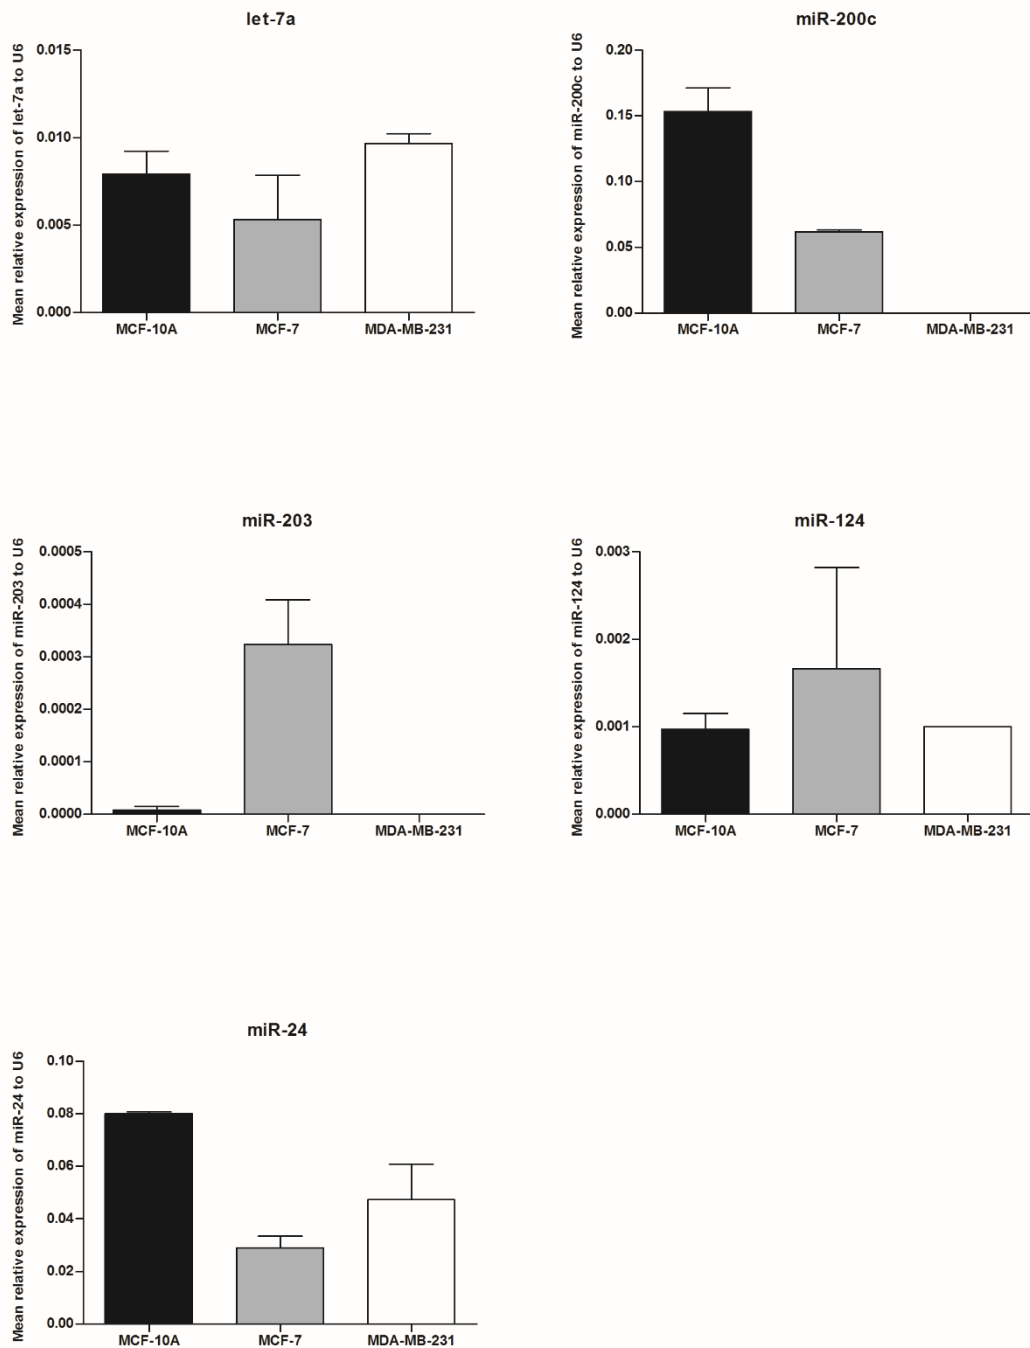 let-7a
Mean relative expression of let-7a to U6
0.015
0.010
0.005
0.000
MCF-10A MCF-7 MDA-MB-231
miR-200c
Mean relative expression of miR-200c to U6
0.20
0.15
0.10
0.05
0.00
MCF-10A MCF-7 MDA-MB-231
miR-203
Mean relative expression of miR-203 to U6
0.0005
0.0004
0.0003
0.0002
0.0001
0.0000
MCF-10A MCF-7 MDA-MB-231
miR-124
Mean relative expression of miR-124 to U6
0.003
0.002
0.001
0.000
MCF-10A MCF-7 MDA-MB-231
miR-24
Mean relative expression of miR-24 to U6
0.10
0.08
0.06
0.04
0.02
0.00
MCF-10A MCF-7 MDA-MB-231